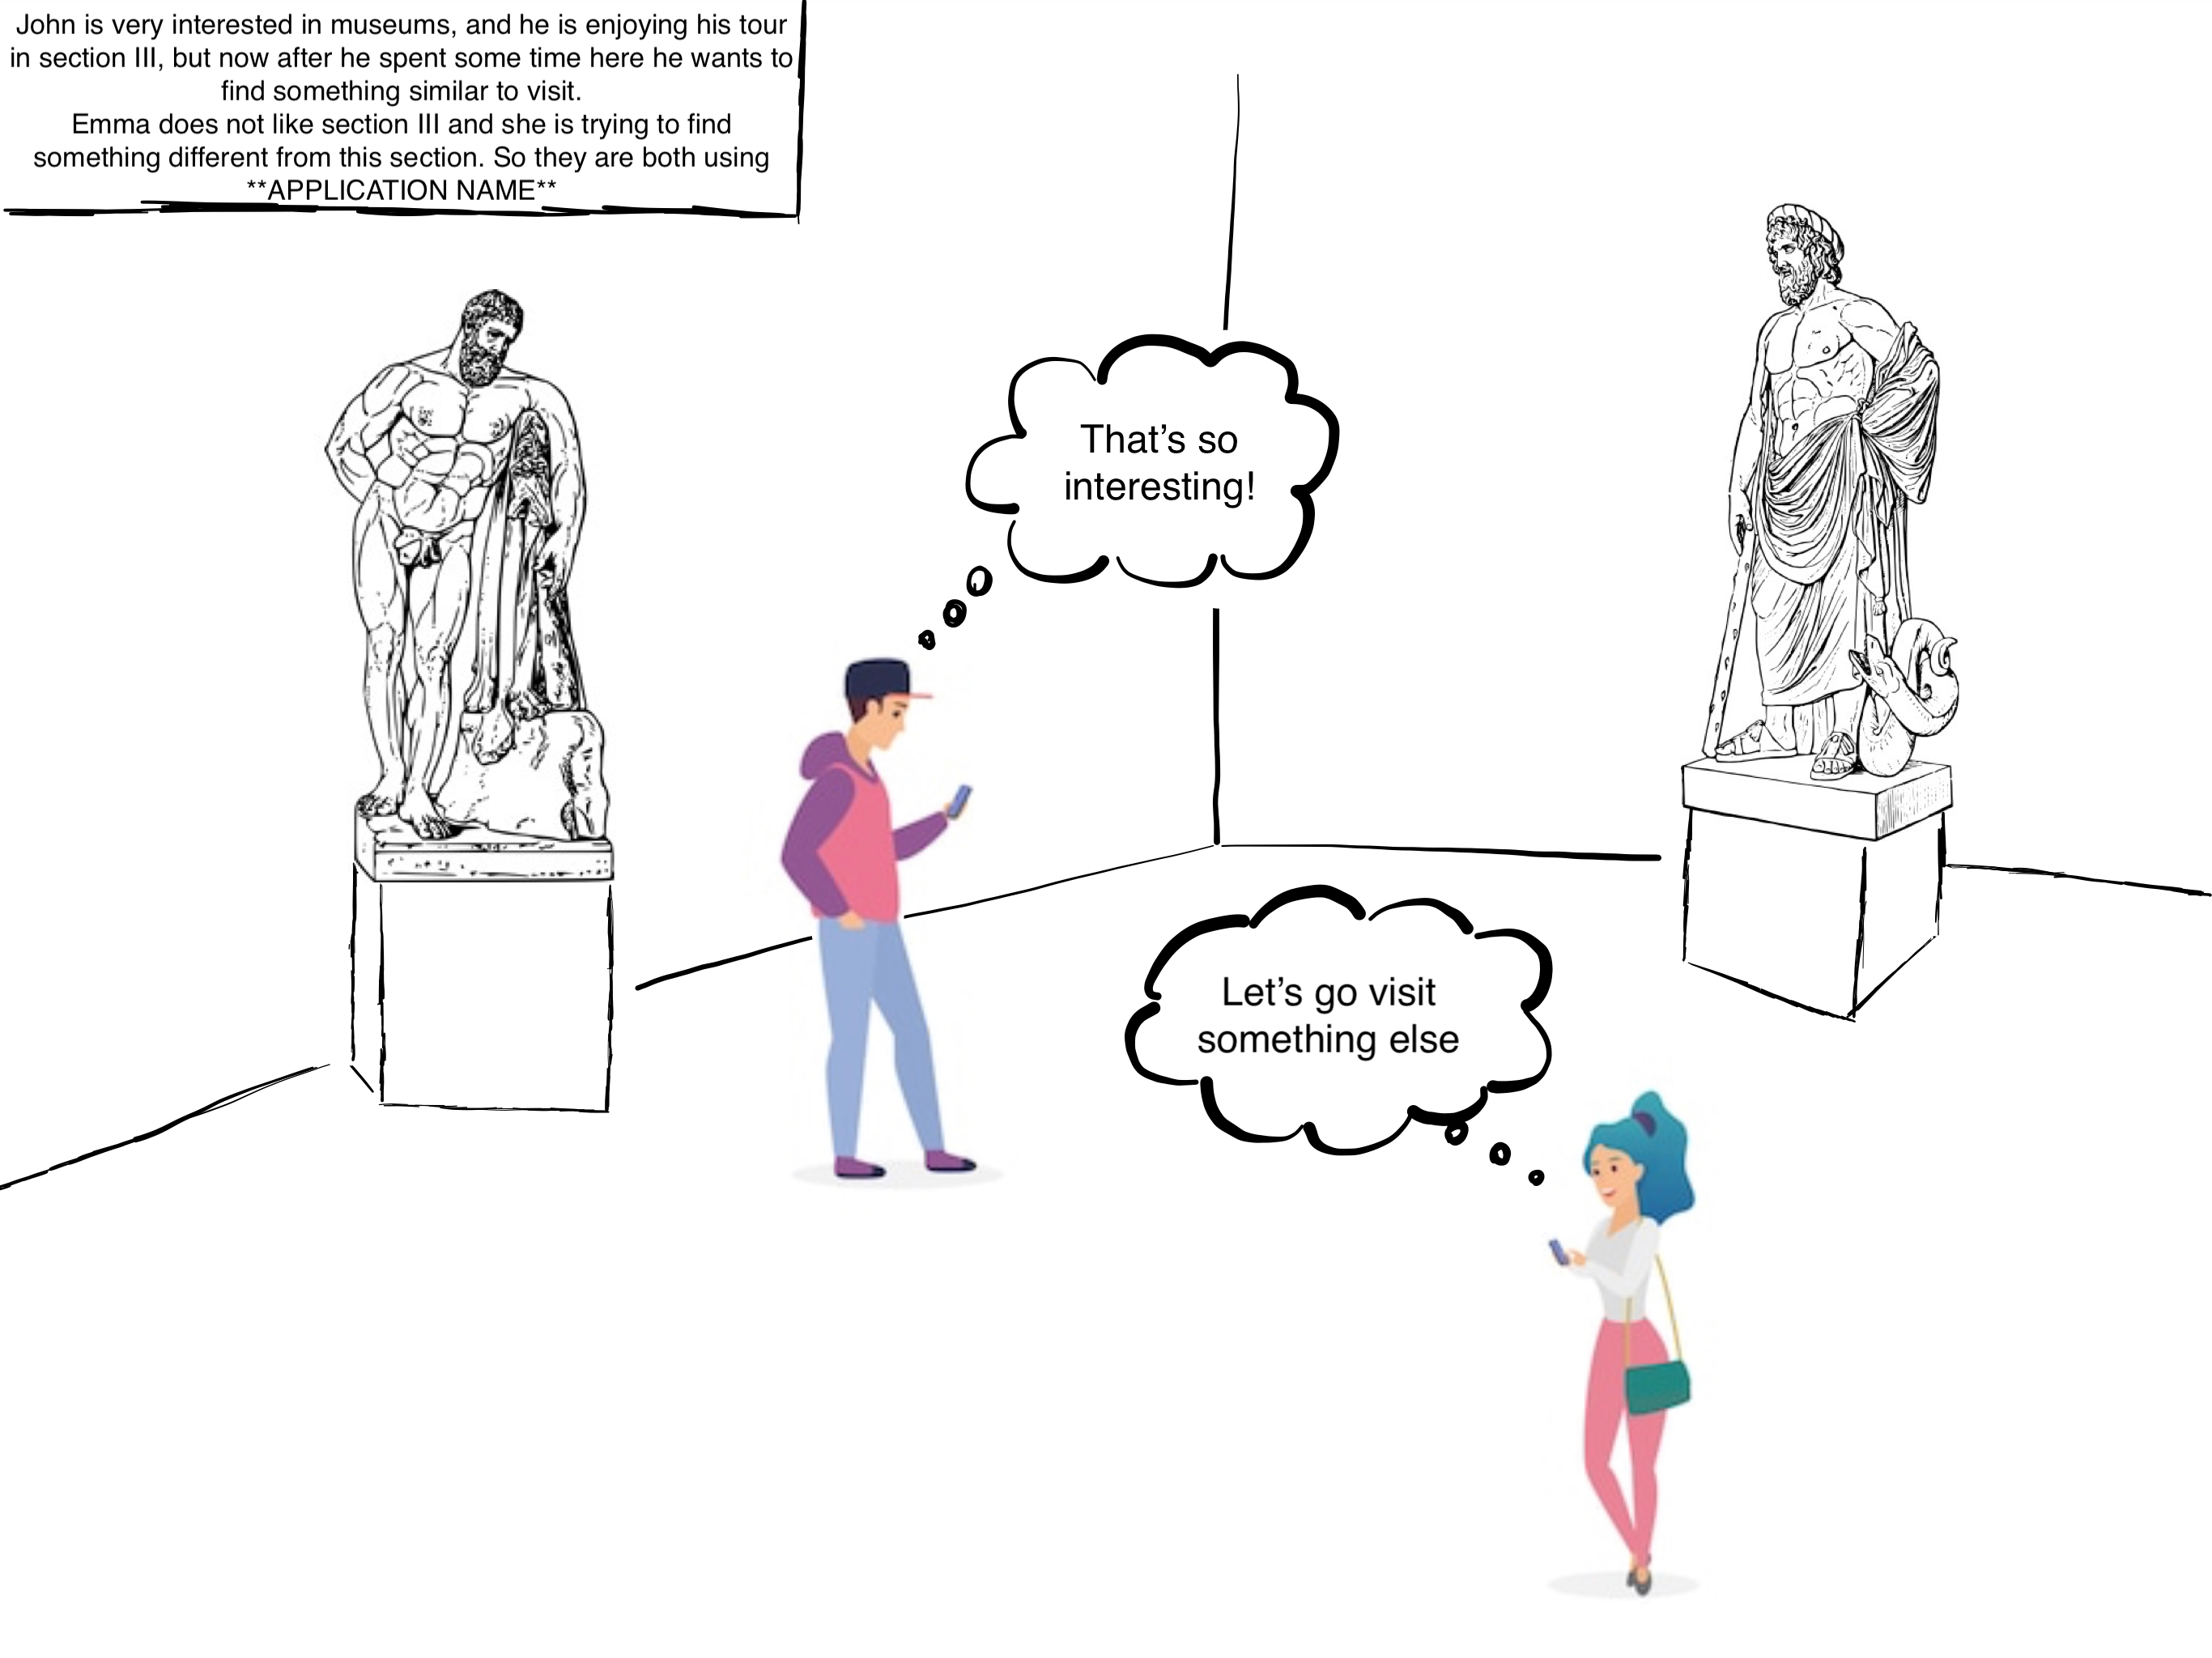 John is very interested in museums, and he is enjoying his tour
in section III, but now after he spent some time here he wants to
find something similar to visit.
Emma does not like section III and she is trying to find
something different from this section. So they are both using
**APPLICATION NAME**
That's so
interesting!
Let's go visit
something else